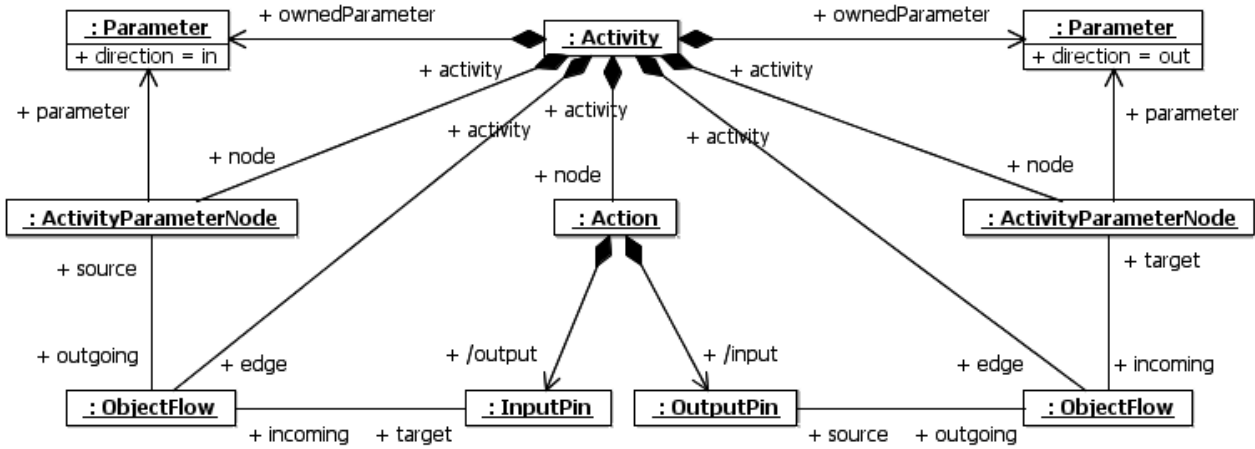 + ownedParameter
+ ownedParameter
: Parameter
: Activity
: Parameter
+ direction = in
+ direction = out
+ activity
+ activity
+ parameter
+ activity
+ parameter
+ activity
+ activity
+ node
+ node
+ node
: ActivityParameterNode
: Action
: ActivityParameterNode
+ source
+ target
+ outgoing
+ edge
+ /output
+ /input
+ edge
+ incoming
: ObjectFlow
: InputPin
: OutputPin
: ObjectFlow
+ incoming
+ target
+ source
+ outgoing